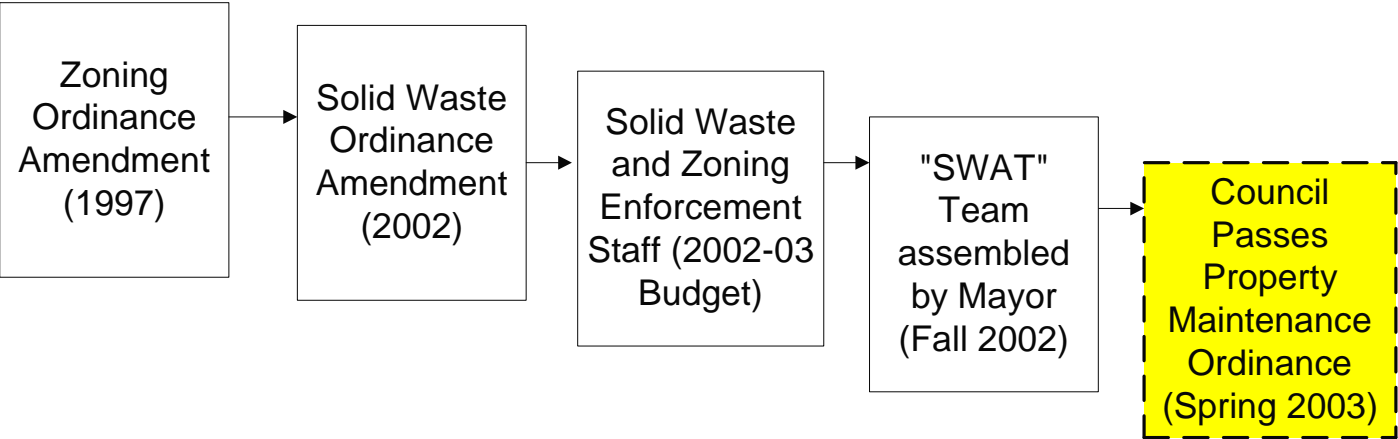 Zoning
Ordinance
Amendment
(1997)
Solid Waste
Ordinance
Amendment
(2002)
Solid Waste
and Zoning
Enforcement
Staff (2002-03
Budget)
"SWAT"
Team
assembled
by Mayor
(Fall 2002)
Council
Passes
Property
Maintenance
Ordinance
(Spring 2003)